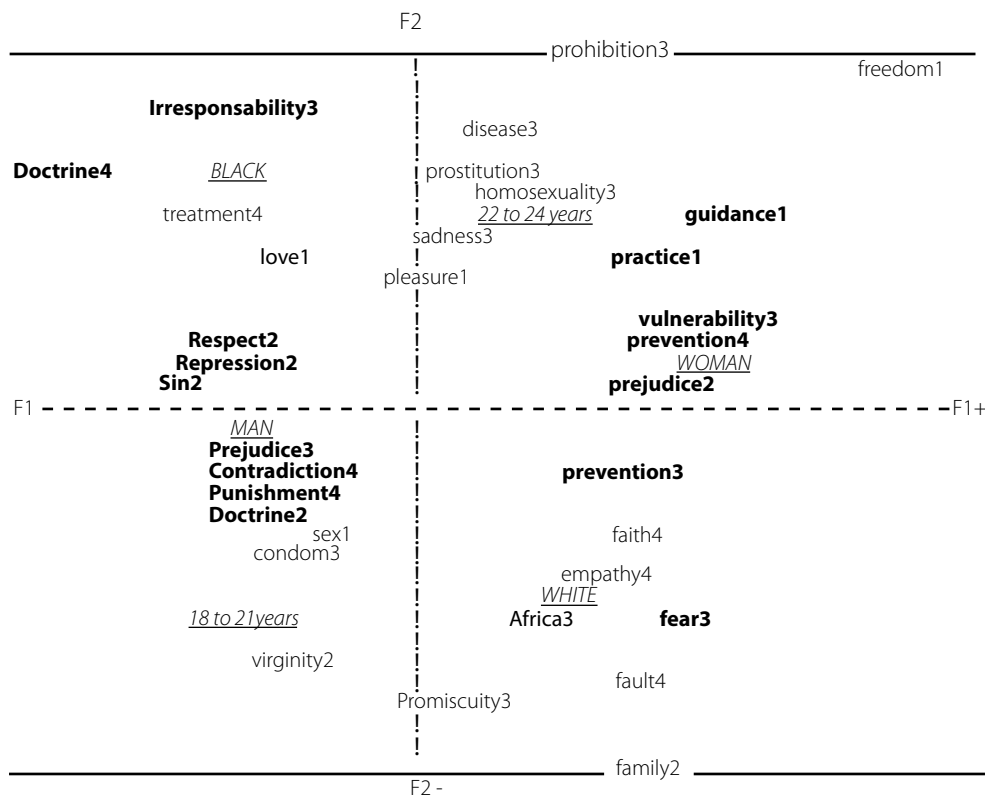 F2
prohibition3
freedom1
Irresponsability3
disease3
Doctrine4 BLACK prostitution3
homosexuality3
treatment4 22 to 24 years guidance1
sadness3
love1 practice1
pleasure1
vulnerability3
Respect2 prevention4
Repression2 WOMAN
Sin2 prejudice2
F1 F1+
MAN
Prejudice3
Contradiction4 prevention3
Punishment4
Doctrine2
sex1 faith4
condom3
empathy4
WHITE
18 to 21years Africa3 fear3
virginity2
fault4
Promiscuity3
family2
F2 -